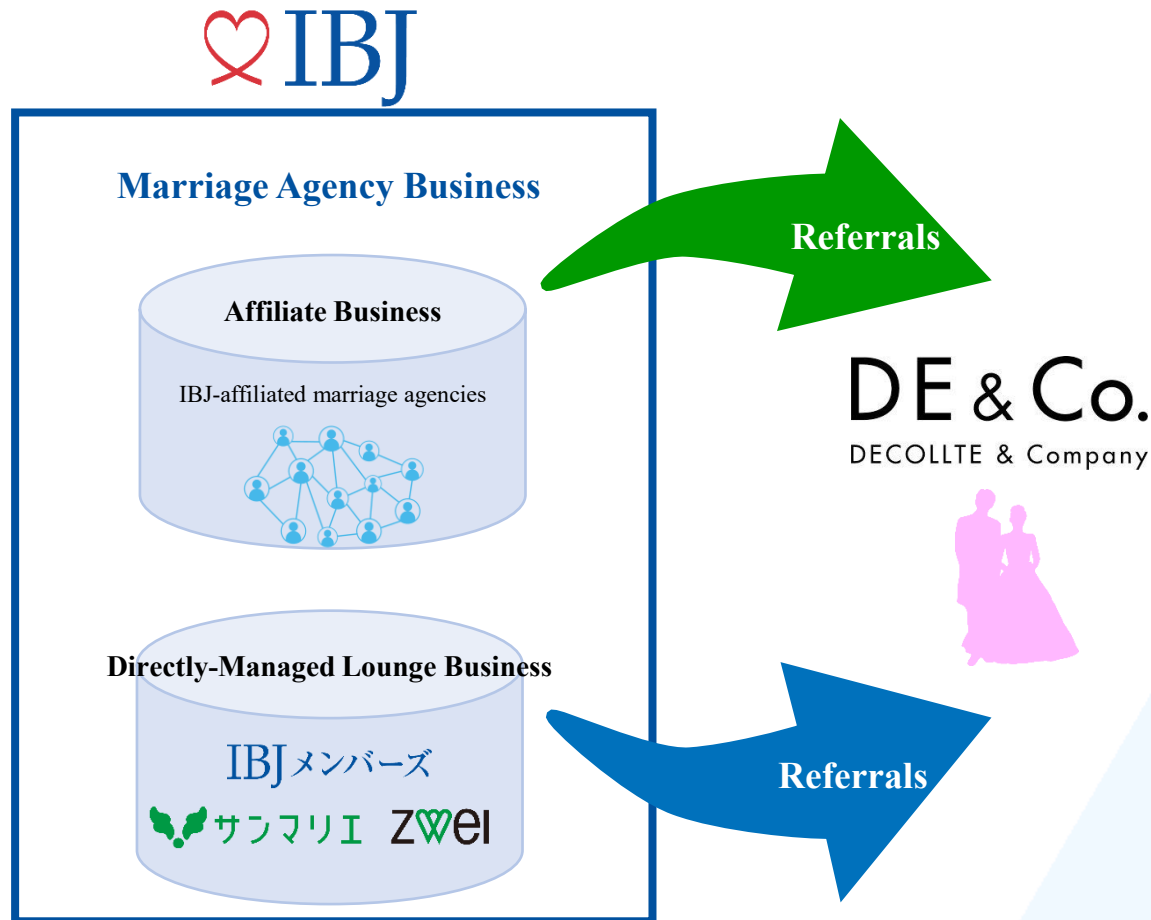 IBJ
Marriage Agency Business
Affiliate Business
IBJ-affiliated marriage agencies
Referrals
DE & Co.
DECOLLTE & Company
Directly-Managed Lounge Business
IBJメンバーズ
サンマリエ zwei
Referrals